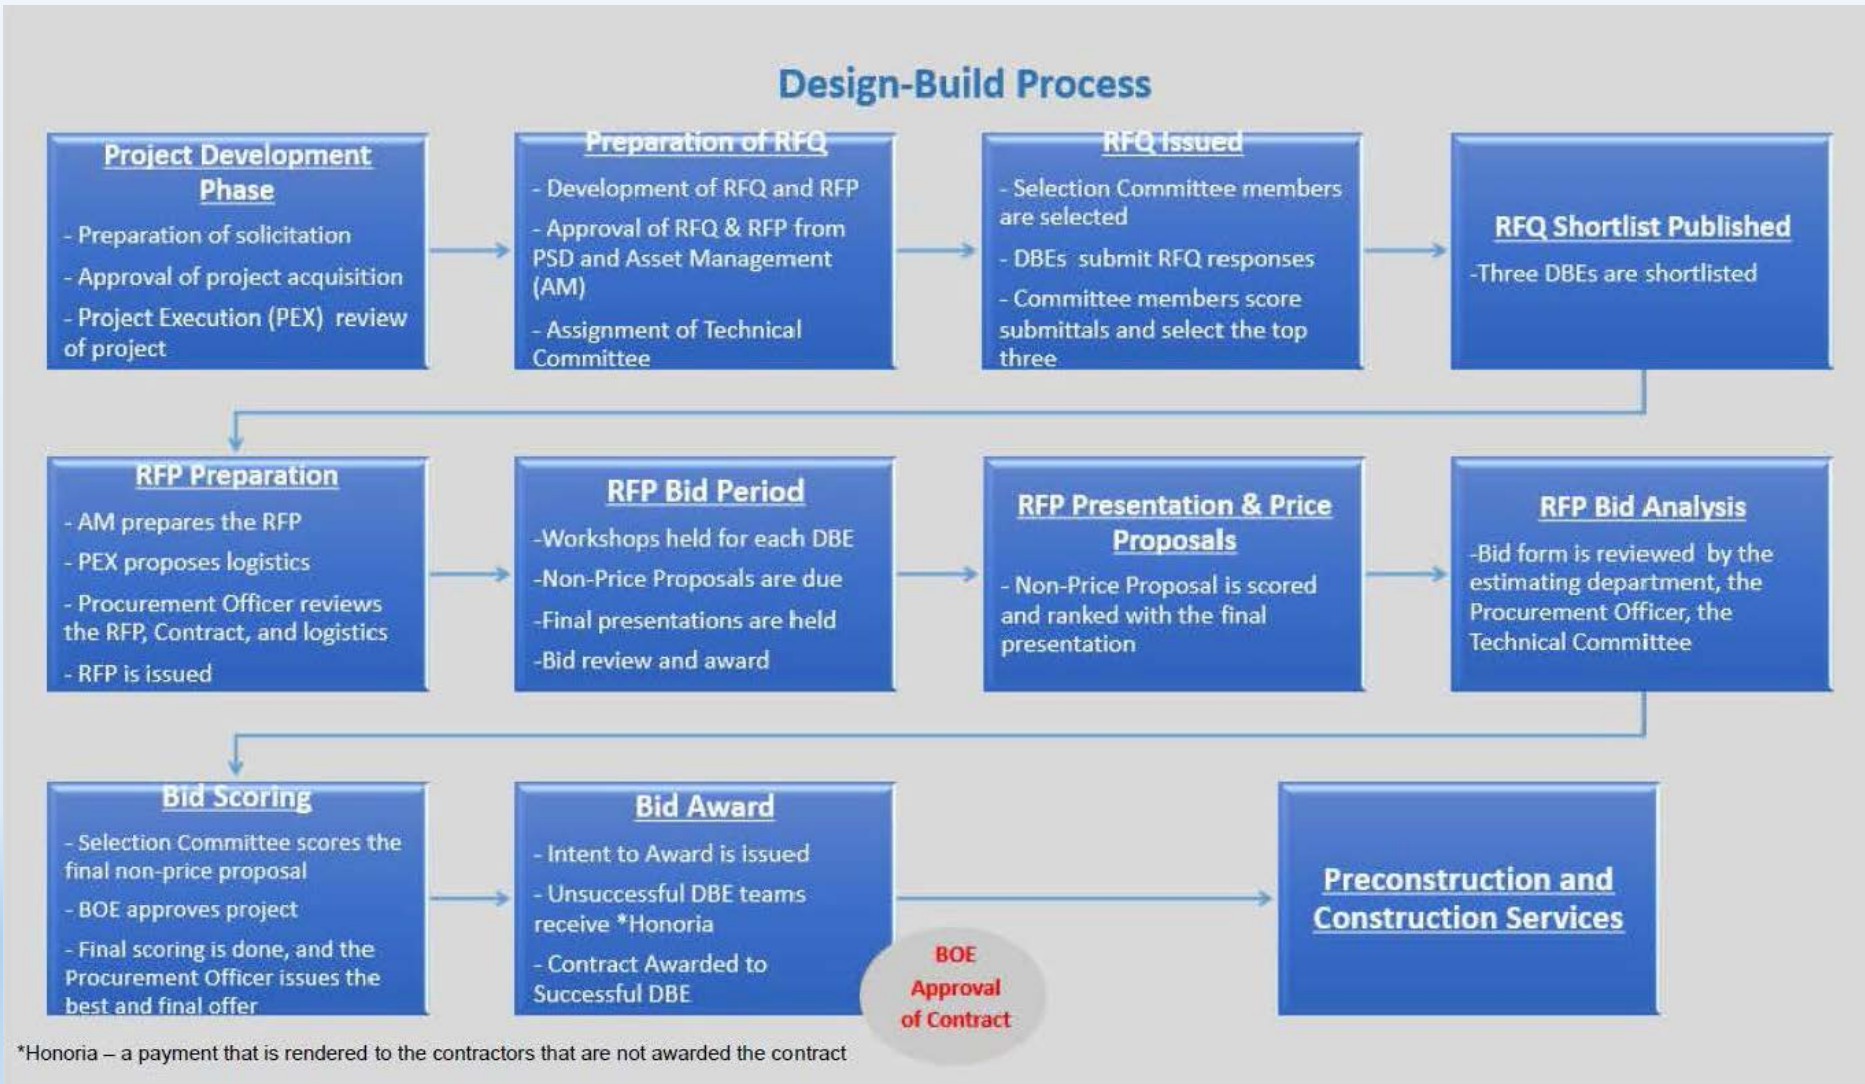 Design-Build Process
Project Development
Phase
- Preparation of solicitation
- Approval of project acquisition
- Project Execution (PEX) review
of project
Preparation of RFQ
- Development of RFQ and RFP
- Approval of RFQ & RFP from
PSD and Asset Management
(AM)
- Assignment of Technical
Committee
RFQ Issued
- Selection Committee members
are selected
- DBEs submit RFQ responses
- Committee members score
submittals and select the top
three
RFQ Shortlist Published
-Three DBEs are shortlisted
RFP Preparation
- AM prepares the RFP
- PEX proposes logistics
- Procurement Officer reviews
the RFP, Contract, and logistics
- RFP is issued
RFP Bid Period
-Workshops held for each DBE
-Non-Price Proposals are due
-Final presentations are held
-Bid review and award
RFP Presentation & Price
Proposals
- Non-Price Proposal is scored
and ranked with the final
presentation
RFP Bid Analysis
-Bid form is reviewed by the
estimating department, the
Procurement Officer, the
Technical Committee
Bid Scoring
- Selection Committee scores the
final non-price proposal
- BOE approves project
- Final scoring is done, and the
Procurement Officer issues the
best and final offer
Bid Award
- Intent to Award is issued
- Unsuccessful DBE teams
receive *Honoria
- Contract Awarded to
Successful DBE
BOE
Approval
of Contract
Preconstruction and
Construction Services
*Honoria – a payment that is rendered to the contractors that are not awarded the contract